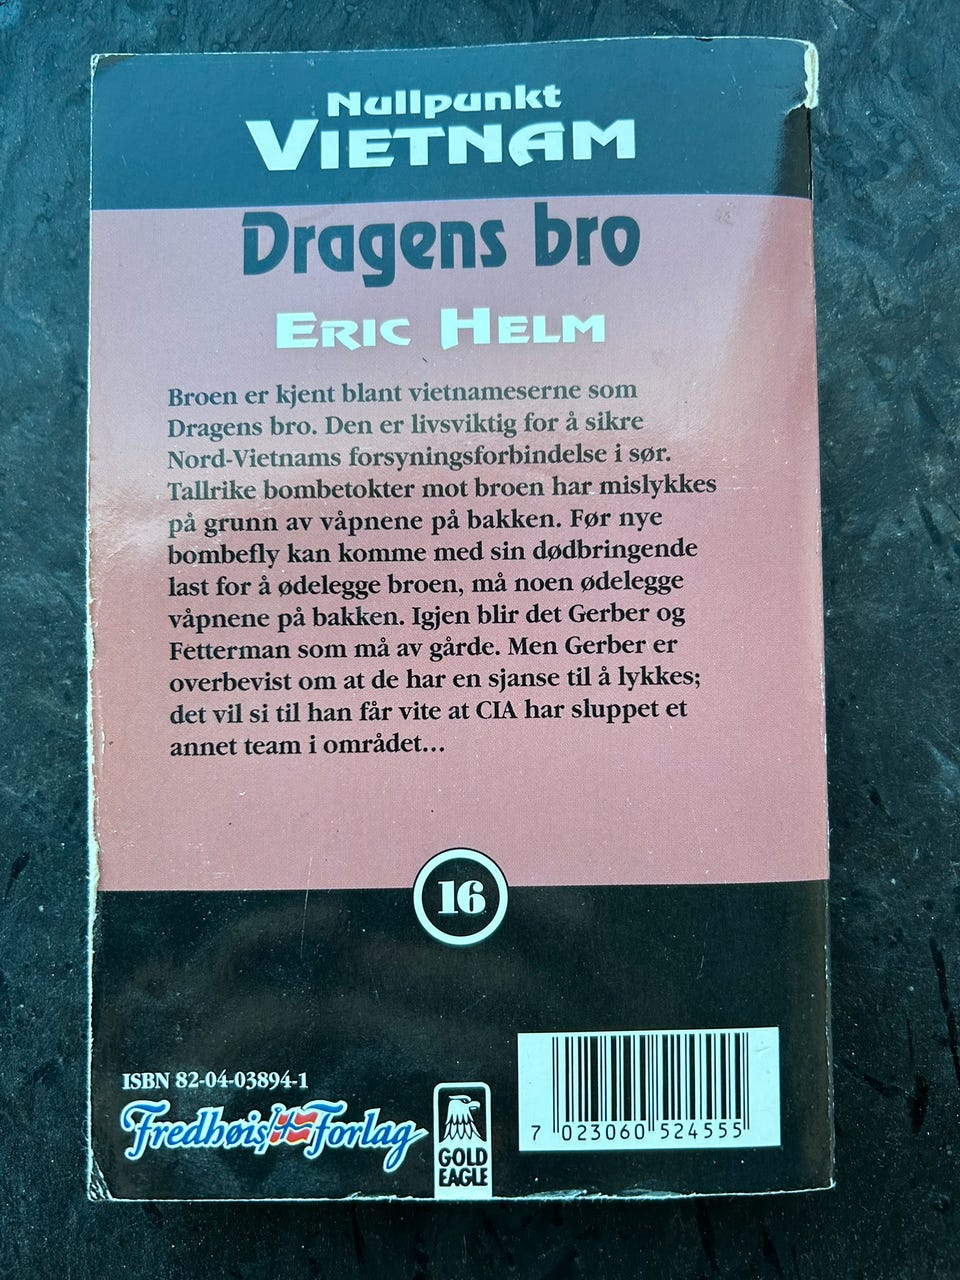 Nullpunkt
VIETNAM
Dragens bro
ERIC HELM
Broen er kjent blant vietnameserne som
Dragens bro. Den er livsviktig for å sikre
Nord-Vietnams forsyningsforbindelse i sør.
Tallrike bombetokter mot broen har mislykkes
på grunn av våpnene på bakken. Før nye
bombefly kan komme med sin dødbringende
last for å ødelegge broen, må noen ødelegge
våpnene på bakken. Igjen blir det Gerber og
Fetterman som må av gårde. Men Gerber er
overbevist om at de har en sjanse til å lykkes;
det vil si til han får vite at CIA har sluppet et
annet team i området...
16
ISBN 82-04-03894-1
Fredhøis Forlag
GOLD
EAGLE
7 023060 524555